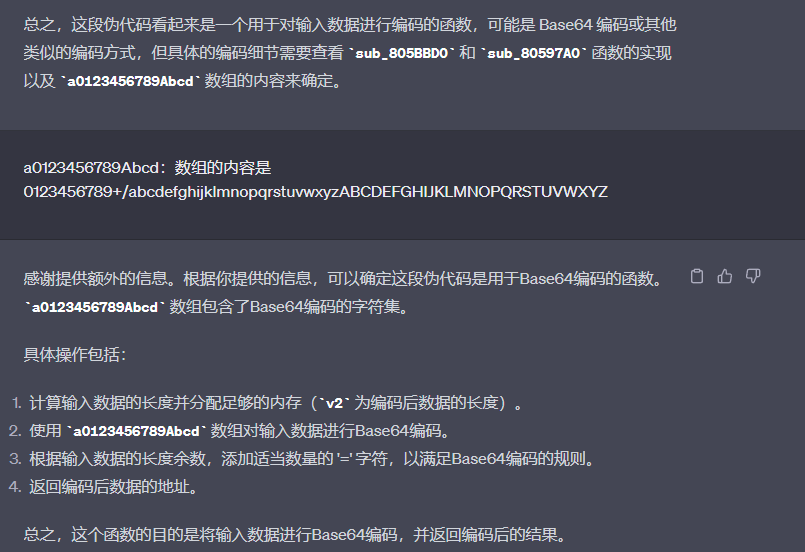 总之，这段伪代码看起来是一个用于对输入数据进行编码的函数，可能是 Base64 编码或其他
类似的编码方式，但具体的编码细节需要查看 `sub_805BBD0` 和 `sub_80597A0` 函数的实现
以及 `a0123456789Abcd` 数组的内容来确定。
a0123456789Abcd：数组的内容是
0123456789+/abcdefghijklmnopqrstuvwxyzABCDEFGHIJKLMNOPQRSTUVWXYZ
感谢提供额外的信息。根据你提供的信息，可以确定这段伪代码是用于Base64编码的函数。
`a0123456789Abcd` 数组包含了Base64编码的字符集。
具体操作包括：
1. 计算输入数据的长度并分配足够的内存（`v2` 为编码后数据的长度）。
2. 使用 `a0123456789Abcd` 数组对输入数据进行Base64编码。
3. 根据输入数据的长度余数，添加适当数量的 '=' 字符，以满足Base64编码的规则。
4. 返回编码后数据的地址。
总之，这个函数的目的是将输入数据进行Base64编码，并返回编码后的结果。